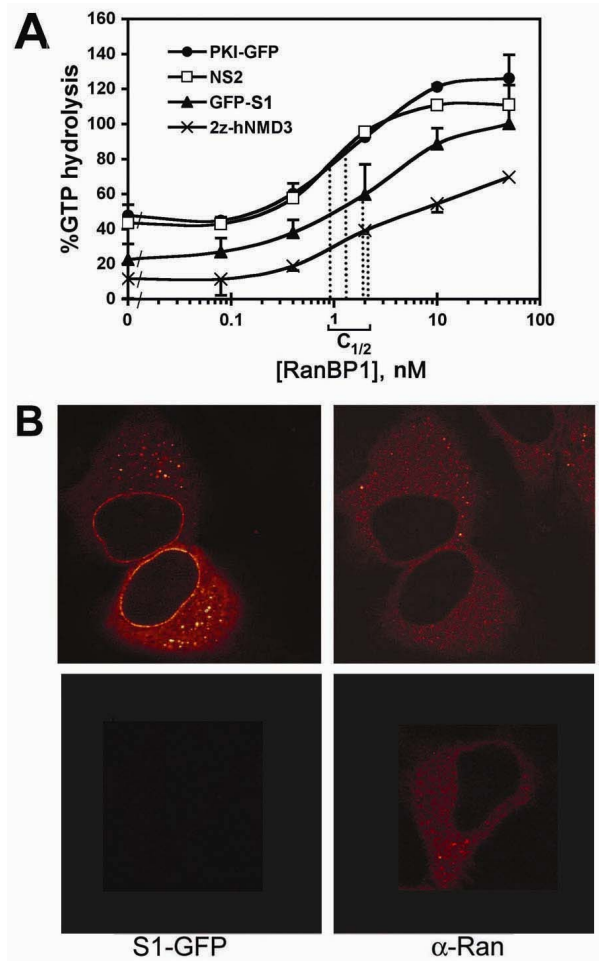 A
160
140
120
100
80
60
40
20
0
%GTP hydrolysis
PKI-GFP
NS2
GFP-S1
2z-hNMD3
0 0.1 1 10 100
C1/2
[RanBP1], nM
B
S1-GFP α-Ran